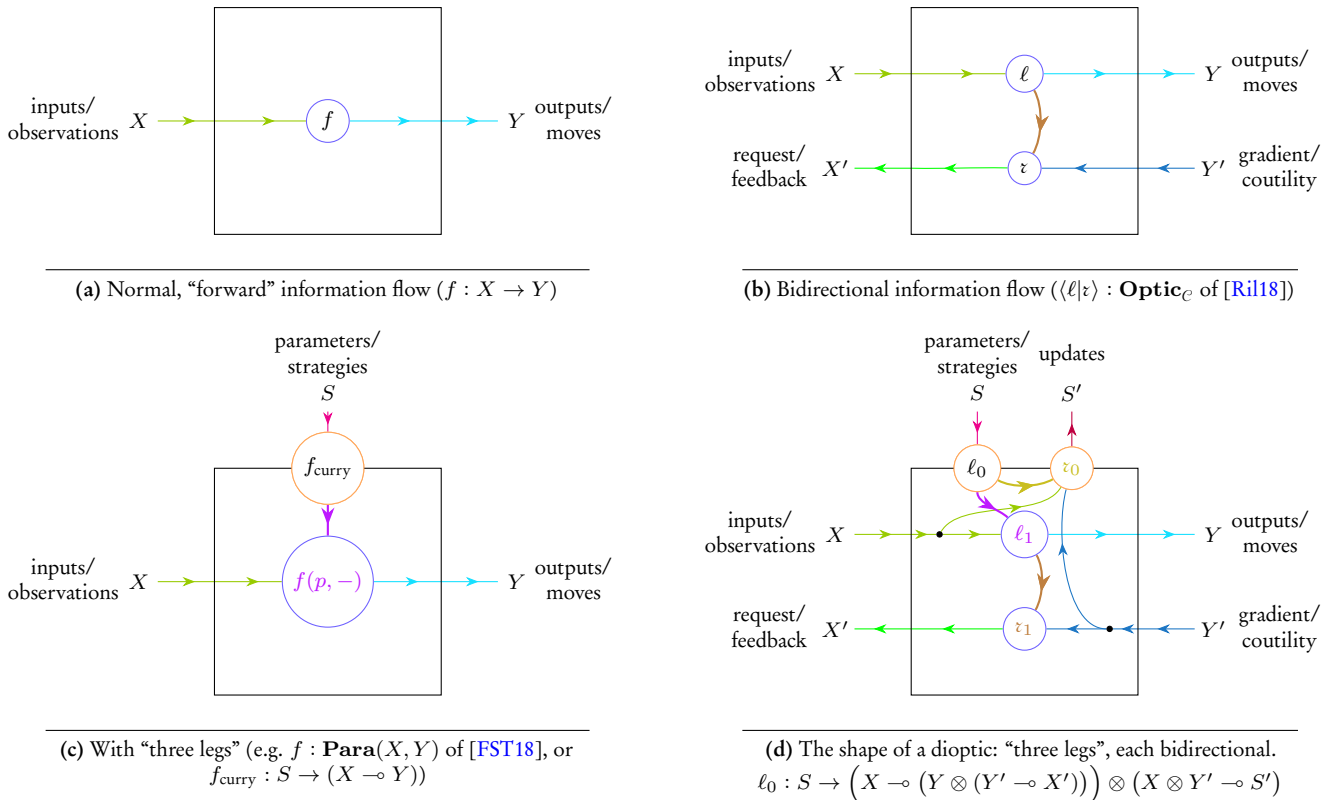 inputs/
observations X f Y outputs/
moves
(a) Normal, “forward” information flow (f : X → Y)
inputs/
observations X ℓ Y outputs/
moves
request/
feedback X′ 𝓇 Y′ gradient/
coutility
(b) Bidirectional information flow (⟨ℓ|𝓇⟩ : Optic_𝒞 of [Ril18])
parameters/
strategies
S
f_curry
inputs/
observations X f(p, −) Y outputs/
moves
(c) With “three legs” (e.g. f : Para(X, Y) of [FST18], or
f_curry : S → (X ⊸ Y))
parameters/
strategies updates
S S′
ℓ₀ 𝓇₀
inputs/
observations X ℓ₁ Y outputs/
moves
request/
feedback X′ 𝓇₁ Y′ gradient/
coutility
(d) The shape of a dioptic: “three legs”, each bidirectional.
ℓ₀ : S → (X ⊸ (Y ⊗ (Y′ ⊸ X′))) ⊗ (X ⊗ Y′ ⊸ S′)